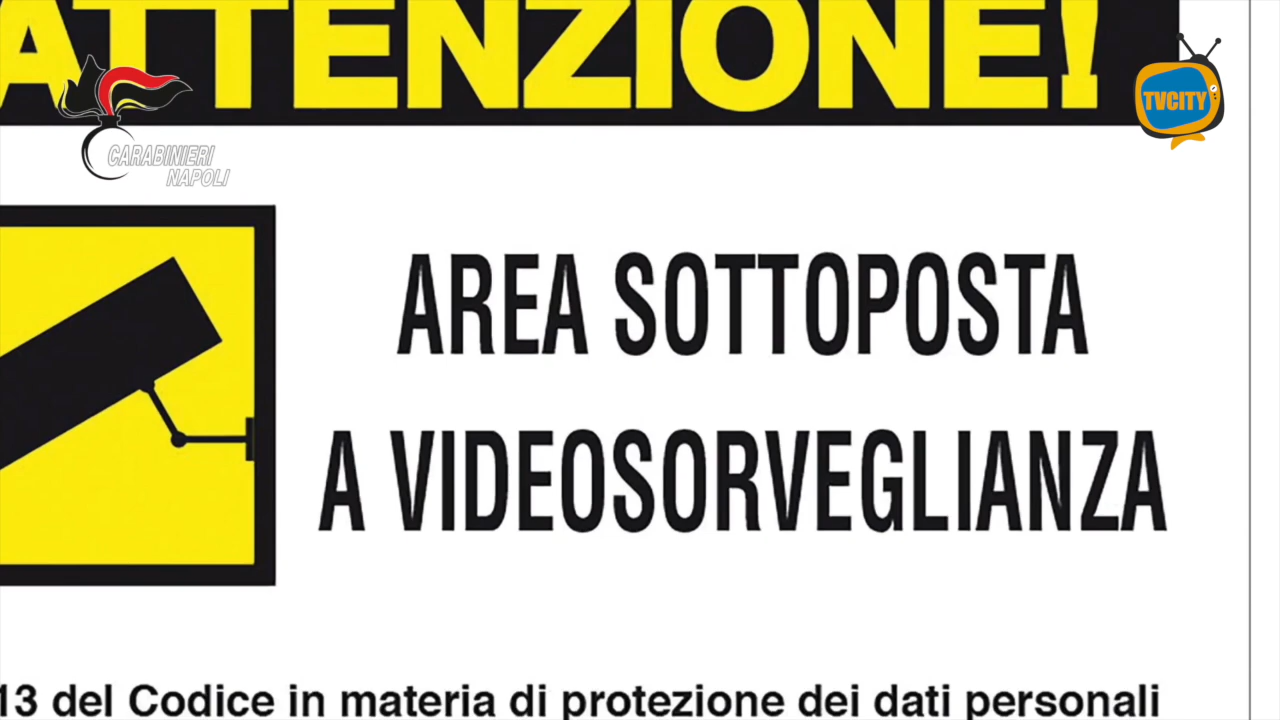 ATTENZIONE!
CARABINIERI
NAPOLI
TVCITY
AREA SOTTOPOSTA
A VIDEOSORVEGLIANZA
13 del Codice in materia di protezione dei dati personali